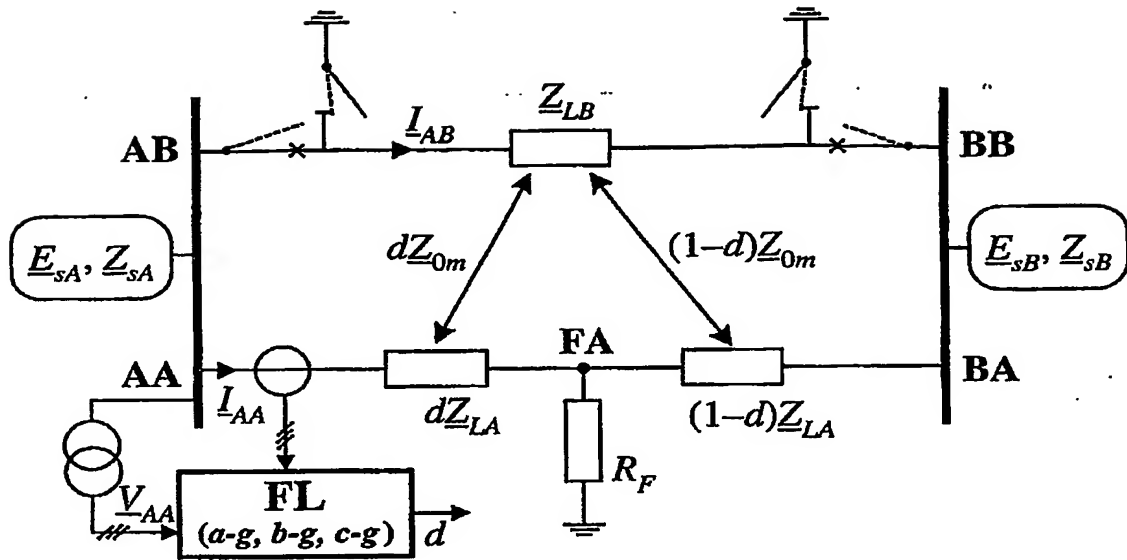 Z_LB
I_AB
AB
BB
dZ_0m
(1–d)Z_0m
E_sA, Z_sA
E_sB, Z_sB
FA
AA
BA
I_AA
dZ_LA
(1–d)Z_LA
R_F
V_AA
FL
(a-g, b-g, c-g)
d